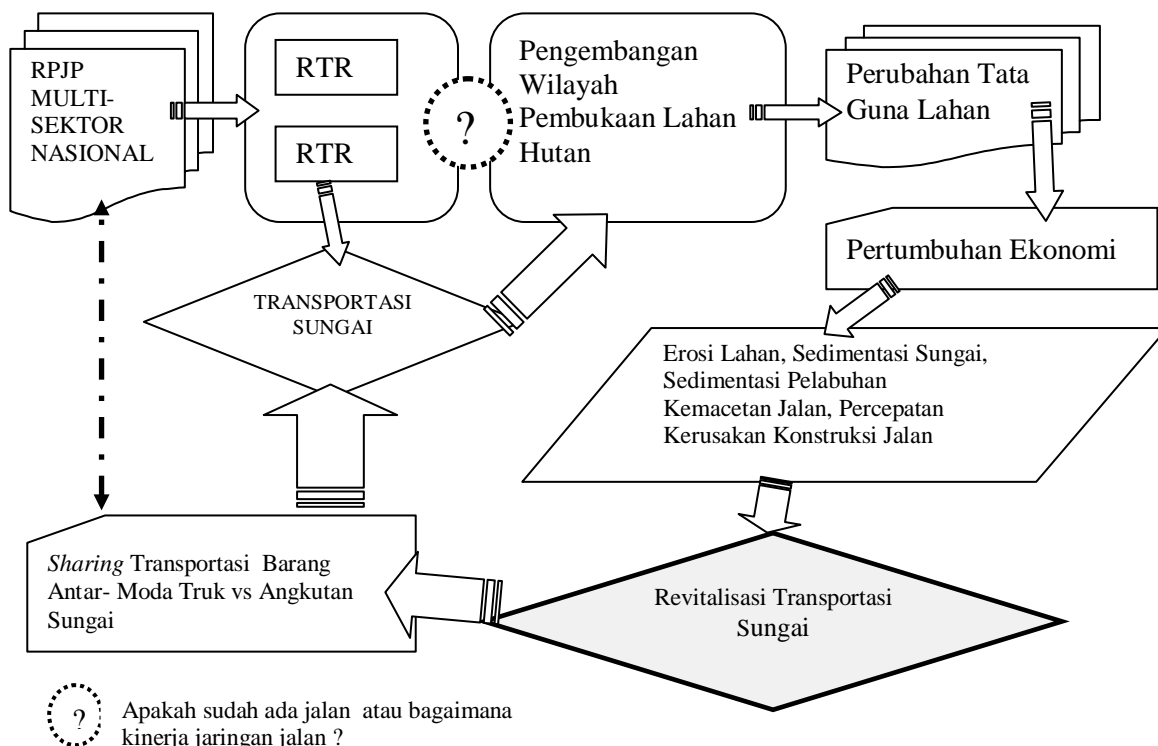 RPJP
MULTI-
SEKTOR
NASIONAL
RTR
RTR
?
Pengembangan
Wilayah
Pembukaan Lahan
Hutan
Perubahan Tata
Guna Lahan
Pertumbuhan Ekonomi
TRANSPORTASI
SUNGAI
Erosi Lahan, Sedimentasi Sungai,
Sedimentasi Pelabuhan
Kemacetan Jalan, Percepatan
Kerusakan Konstruksi Jalan
Sharing Transportasi Barang
Antar- Moda Truk vs Angkutan
Sungai
Revitalisasi Transportasi
Sungai
?
Apakah sudah ada jalan atau bagaimana
kinerja jaringan jalan ?